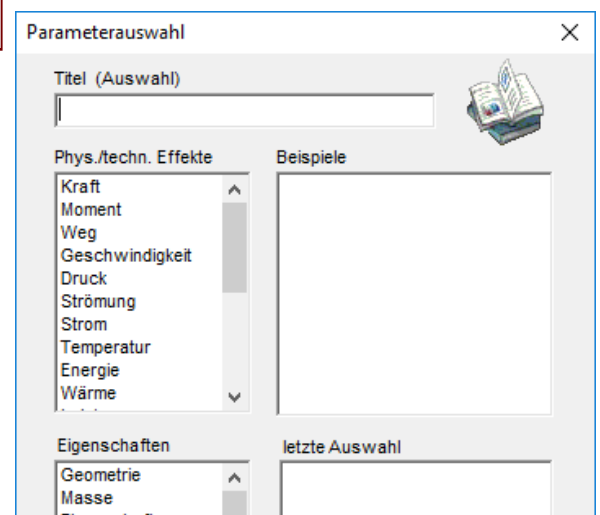 Parameterauswahl
Titel (Auswahl)
Phys./techn. Effekte
Beispiele
Kraft
Moment
Weg
Geschwindigkeit
Druck
Strömung
Strom
Temperatur
Energie
Wärme
Eigenschaften
letzte Auswahl
Geometrie
Masse